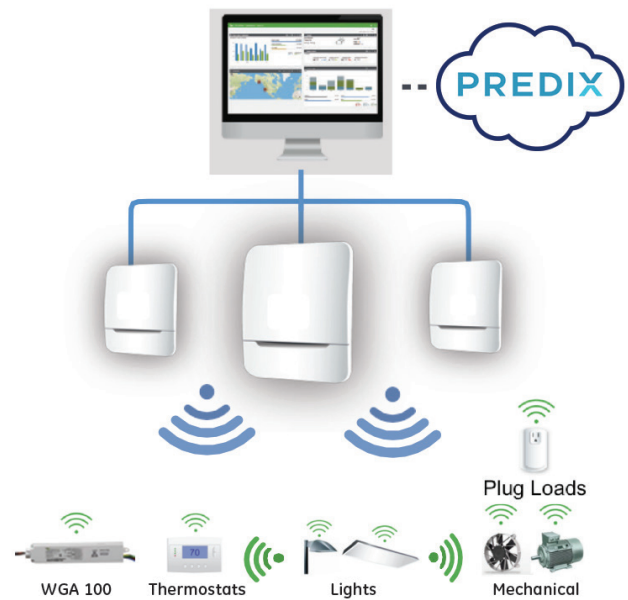 PREDIX
Plug Loads
70
WGA 100
Thermostats
Lights
Mechanical